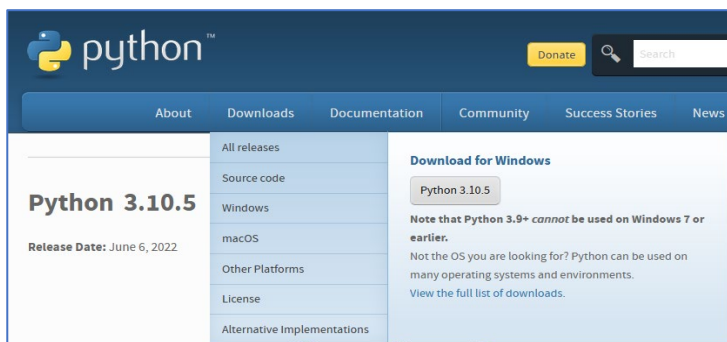 python™
Donate
Search
About Downloads Documentation Community Success Stories News
All releases
Source code
Windows
macOS
Other Platforms
License
Alternative Implementations
Python 3.10.5
Release Date: June 6, 2022
Download for Windows
Python 3.10.5
Note that Python 3.9+ cannot be used on Windows 7 or
earlier.
Not the OS you are looking for? Python can be used on
many operating systems and environments.
View the full list of downloads.